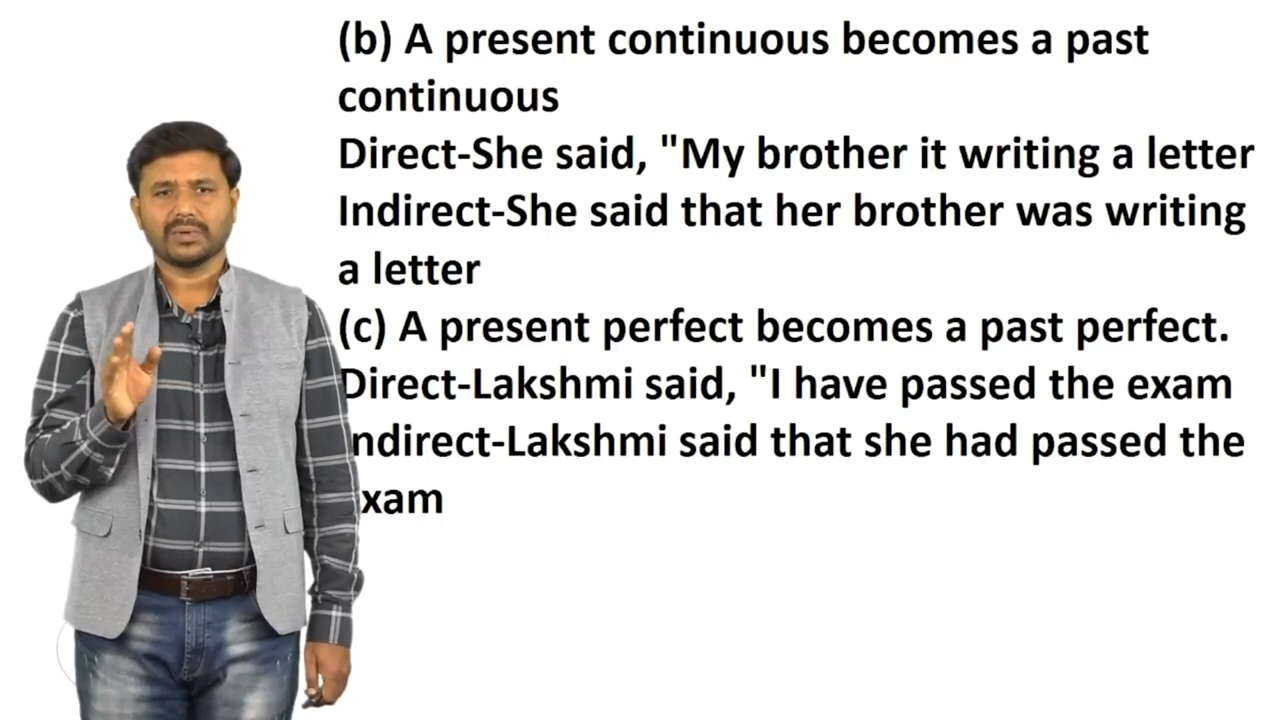 (b) A present continuous becomes a past
continuous
Direct-She said, "My brother it writing a letter
Indirect-She said that her brother was writing
a letter
(c) A present perfect becomes a past perfect.
Direct-Lakshmi said, "I have passed the exam
ndirect-Lakshmi said that she had passed the
xam